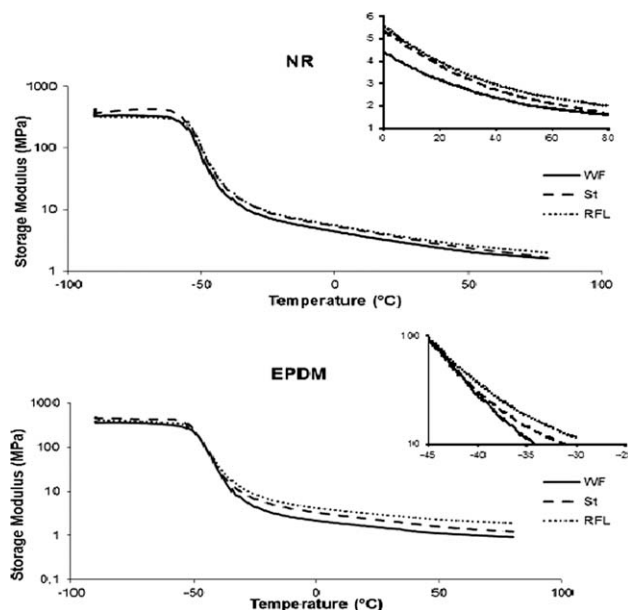 NR
6
5
4
3
2
1
0 20 40 60 80
Storage Modulus (MPa)
1000
100
10
1
-100 -50 0 50 100
Temperature (°C)
WF
St
RFL
EPDM
100
10
-45 -40 -35 -30 -25
Storage Modulus (MPa)
1000
100
10
1
0.1
-100 -50 0 50 100
Temperature (°C)
WF
St
RFL